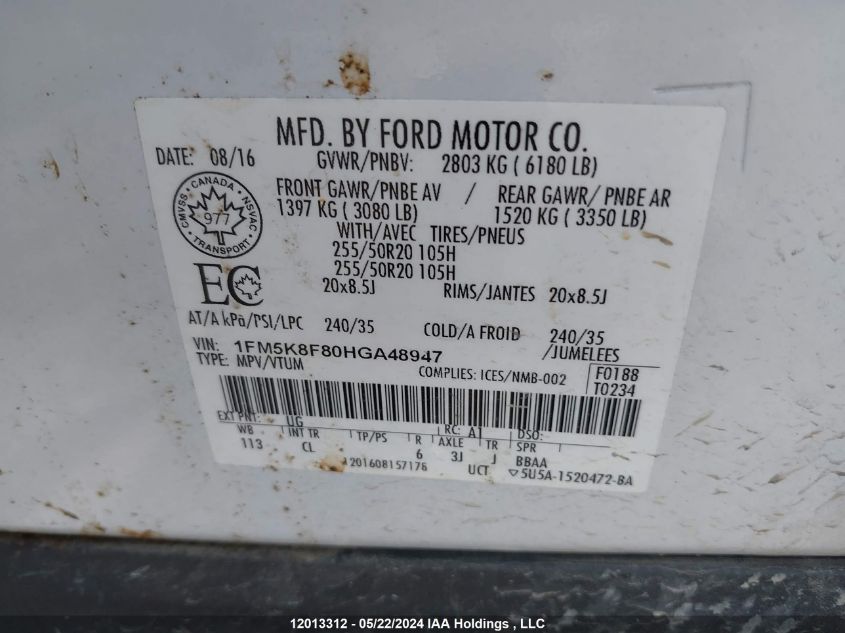 MFD. BY FORD MOTOR CO.
DATE: 08/16 GVWR/PNBV: 2803 KG ( 6180 LB)
FRONT GAWR/PNBE AV / REAR GAWR/ PNBE AR
1397 KG ( 3080 LB) 1520 KG ( 3350 LB)
WITH/AVEC TIRES/PNEUS
255/50R20 105H
255/50R20 105H
20x8.5J RIMS/JANTES 20x8.5J
CANADA
CMVSS NSVAC
977
TRANSPORT
EC
AT/A kPa/PSI/LPC 240/35 COLD/A FROID 240/35
VIN: 1FM5K8F80HGA48947 /JUMELEES
TYPE: MPV/VTUM COMPLIES: ICES/NMB-002 F0188
T0234
EXT PNT: UG RC: A1 DSO:
WB INT TR TP/PS R AXLE TR SPR
113 CL 6 3J J BBAA
201608157178 UCT 5U5A-1520472-BA
12013312 - 05/22/2024 IAA Holdings , LLC